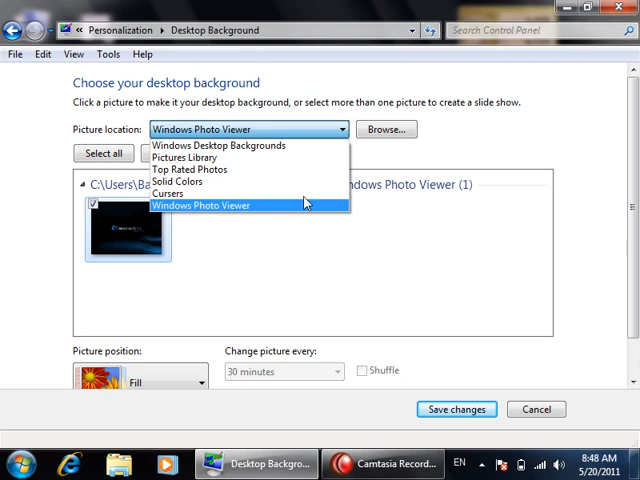 « Personalization ▸ Desktop Background
Search Control Panel
File Edit View Tools Help
Choose your desktop background
Click a picture to make it your desktop background, or select more than one picture to create a slide show.
Picture location: Windows Photo Viewer Browse...
Windows Desktop Backgrounds
Pictures Library
Top Rated Photos
Solid Colors
Cursers
Windows Photo Viewer
Select all
C:\Users\Ba ndows Photo Viewer (1)
Picture position: Change picture every:
Fill 30 minutes Shuffle
Save changes Cancel
Desktop Backgro... Camtasia Record... EN 8:48 AM
5/20/2011